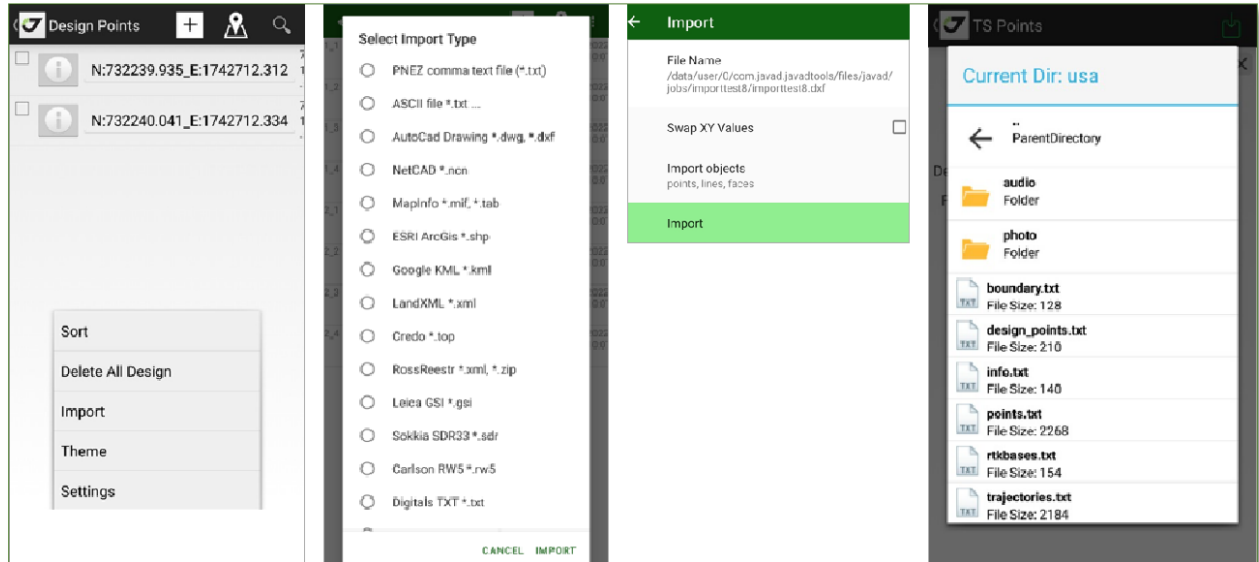 Design Points
N:732239.935_E:1742712.312
N:732240.041_E:1742712.334
Sort
Delete All Design
Import
Theme
Settings
Select Import Type
PNEZ comma text file (*.txt)
ASCII file *.txt ...
AutoCad Drawing *.dwg, *.dxf
NetCAD *.ncn
MapInfo *.mif, *.tab
ESRI ArcGis *.shp
Google KML *.kml
LandXML *.xml
Credo *.top
RossReestr *.xml, *.zip
Leica GSI *.gsi
Sokkia SDR33 *.sdr
Carlson RW5 *.rw5
Digitals TXT *.txt
CANCEL IMPORT
Import
File Name
/data/user/0/com.javad.javadtools/files/javad/
jobs/importtest8/importtest8.dxf
Swap XY Values
Import objects
points, lines, faces
Import
TS Points
Current Dir: usa
..
ParentDirectory
audio
Folder
photo
Folder
boundary.txt
TXT File Size: 128
design_points.txt
TXT File Size: 210
info.txt
TXT File Size: 140
points.txt
TXT File Size: 2268
rtkbases.txt
TXT File Size: 154
trajectories.txt
TXT File Size: 2184